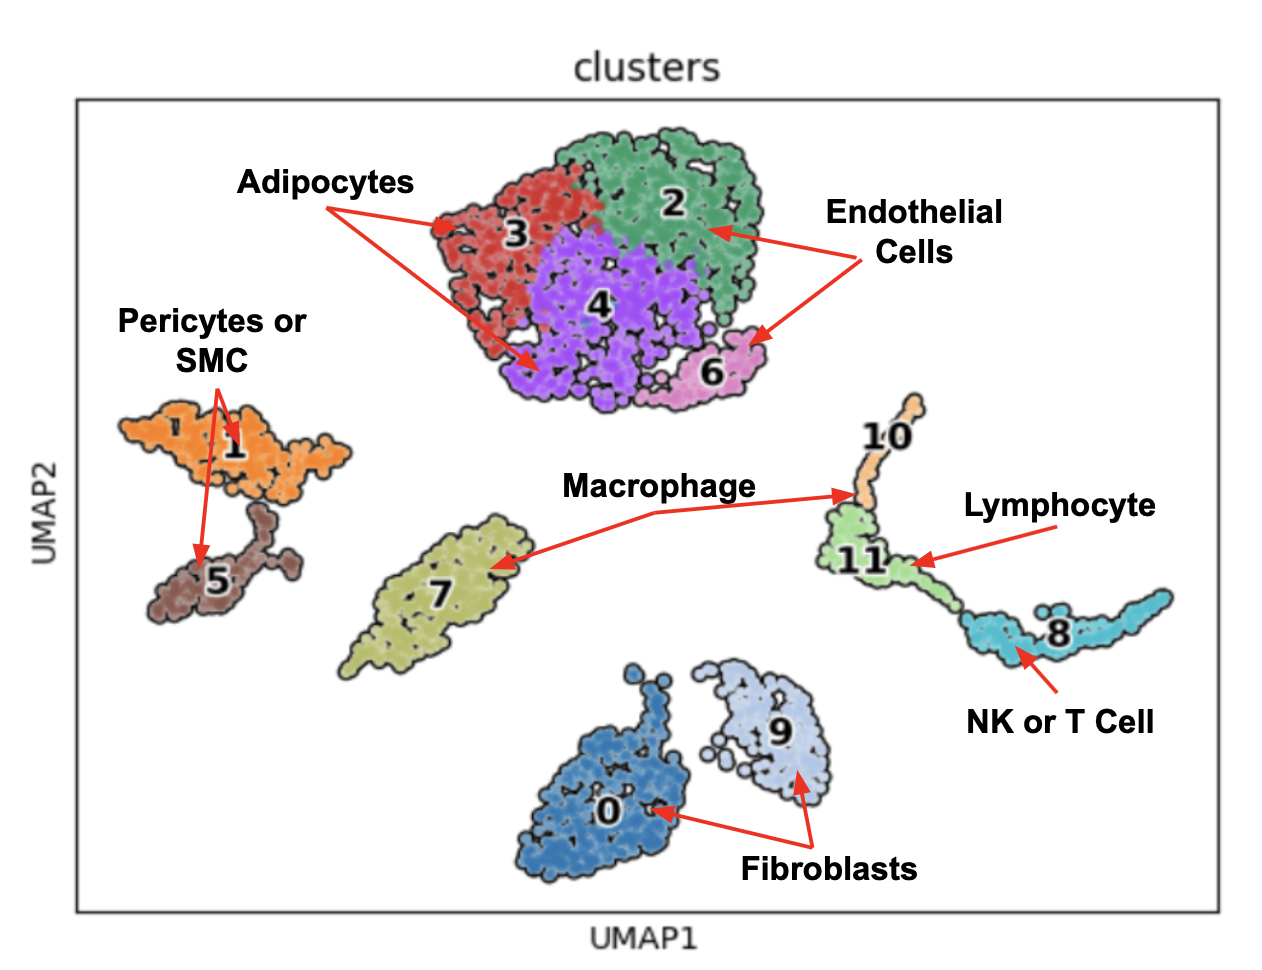 clusters
Adipocytes
2
Endothelial
Cells
3
4
Pericytes or
SMC
6
1
10
Macrophage
Lymphocyte
11
5
7
8
NK or T Cell
9
0
Fibroblasts
UMAP2
UMAP1